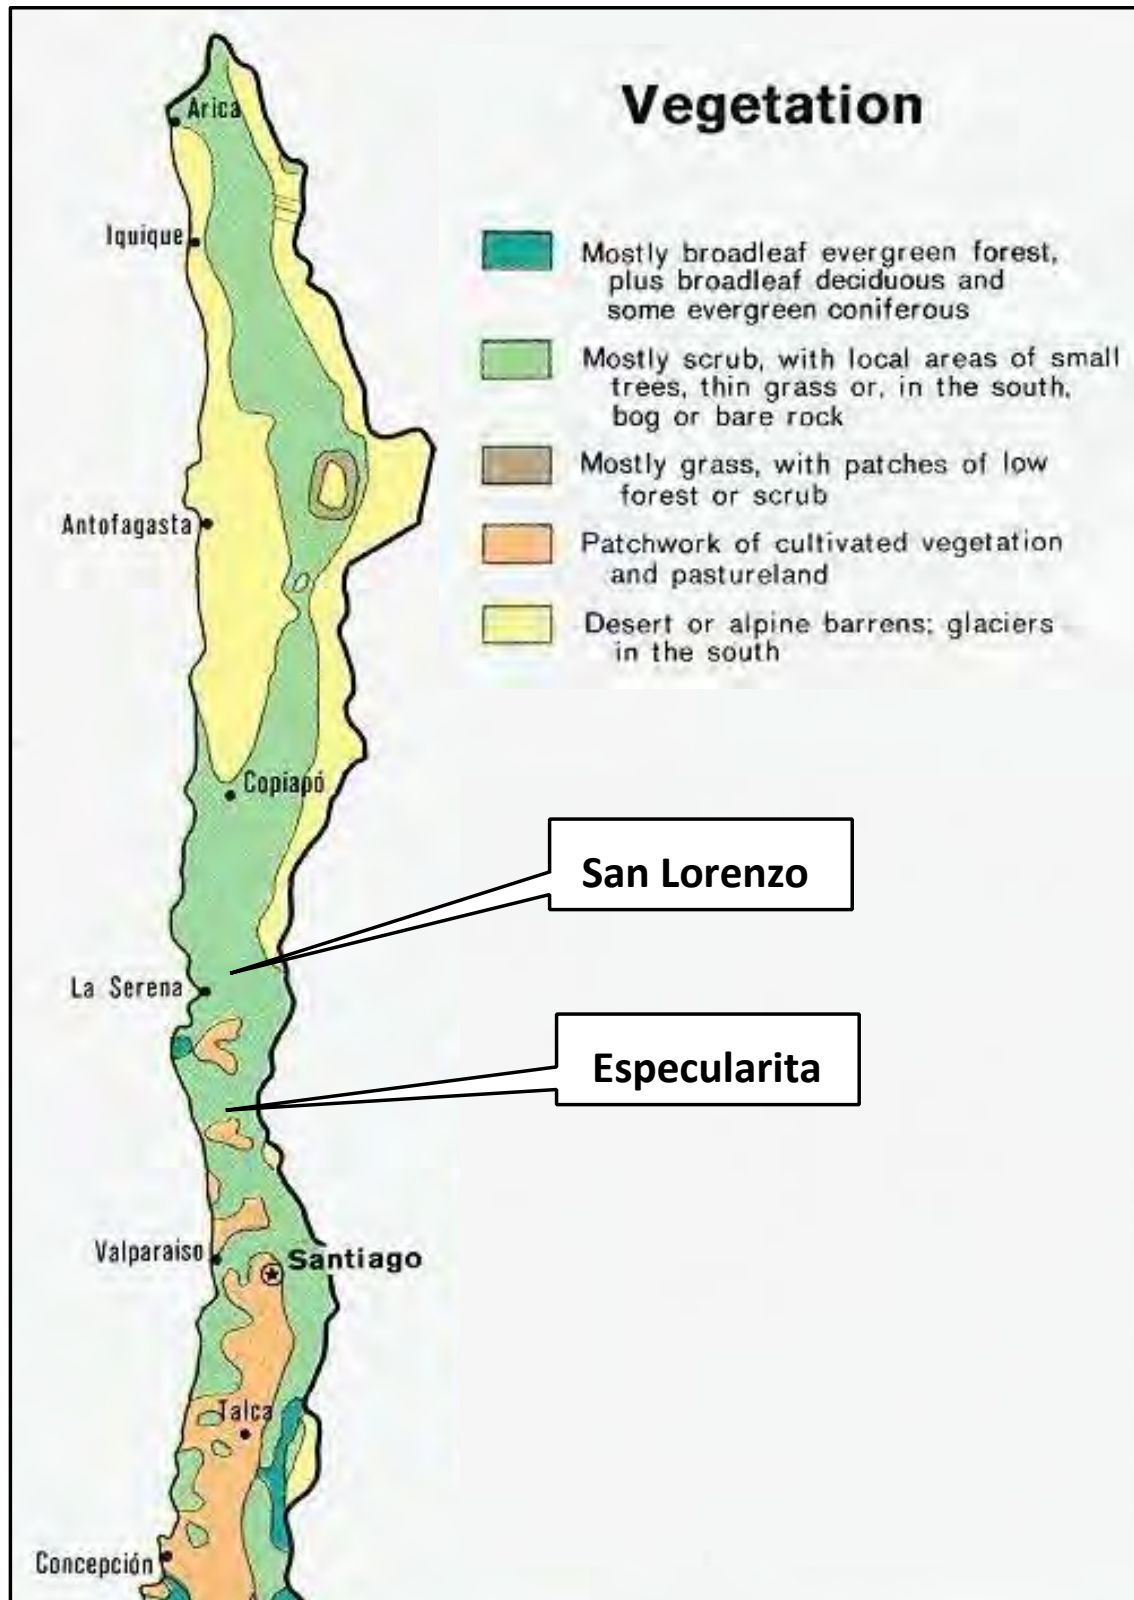 Vegetation
Arica
Iquique
Mostly broadleaf evergreen forest,
plus broadleaf deciduous and
some evergreen coniferous
Mostly scrub, with local areas of small
trees, thin grass or, in the south,
bog or bare rock
Mostly grass, with patches of low
forest or scrub
Antofagasta
Patchwork of cultivated vegetation
and pastureland
Desert or alpine barrens; glaciers
in the south
Copiapó
San Lorenzo
La Serena
Especularita
Valparaiso
Santiago
Talca
Concepción